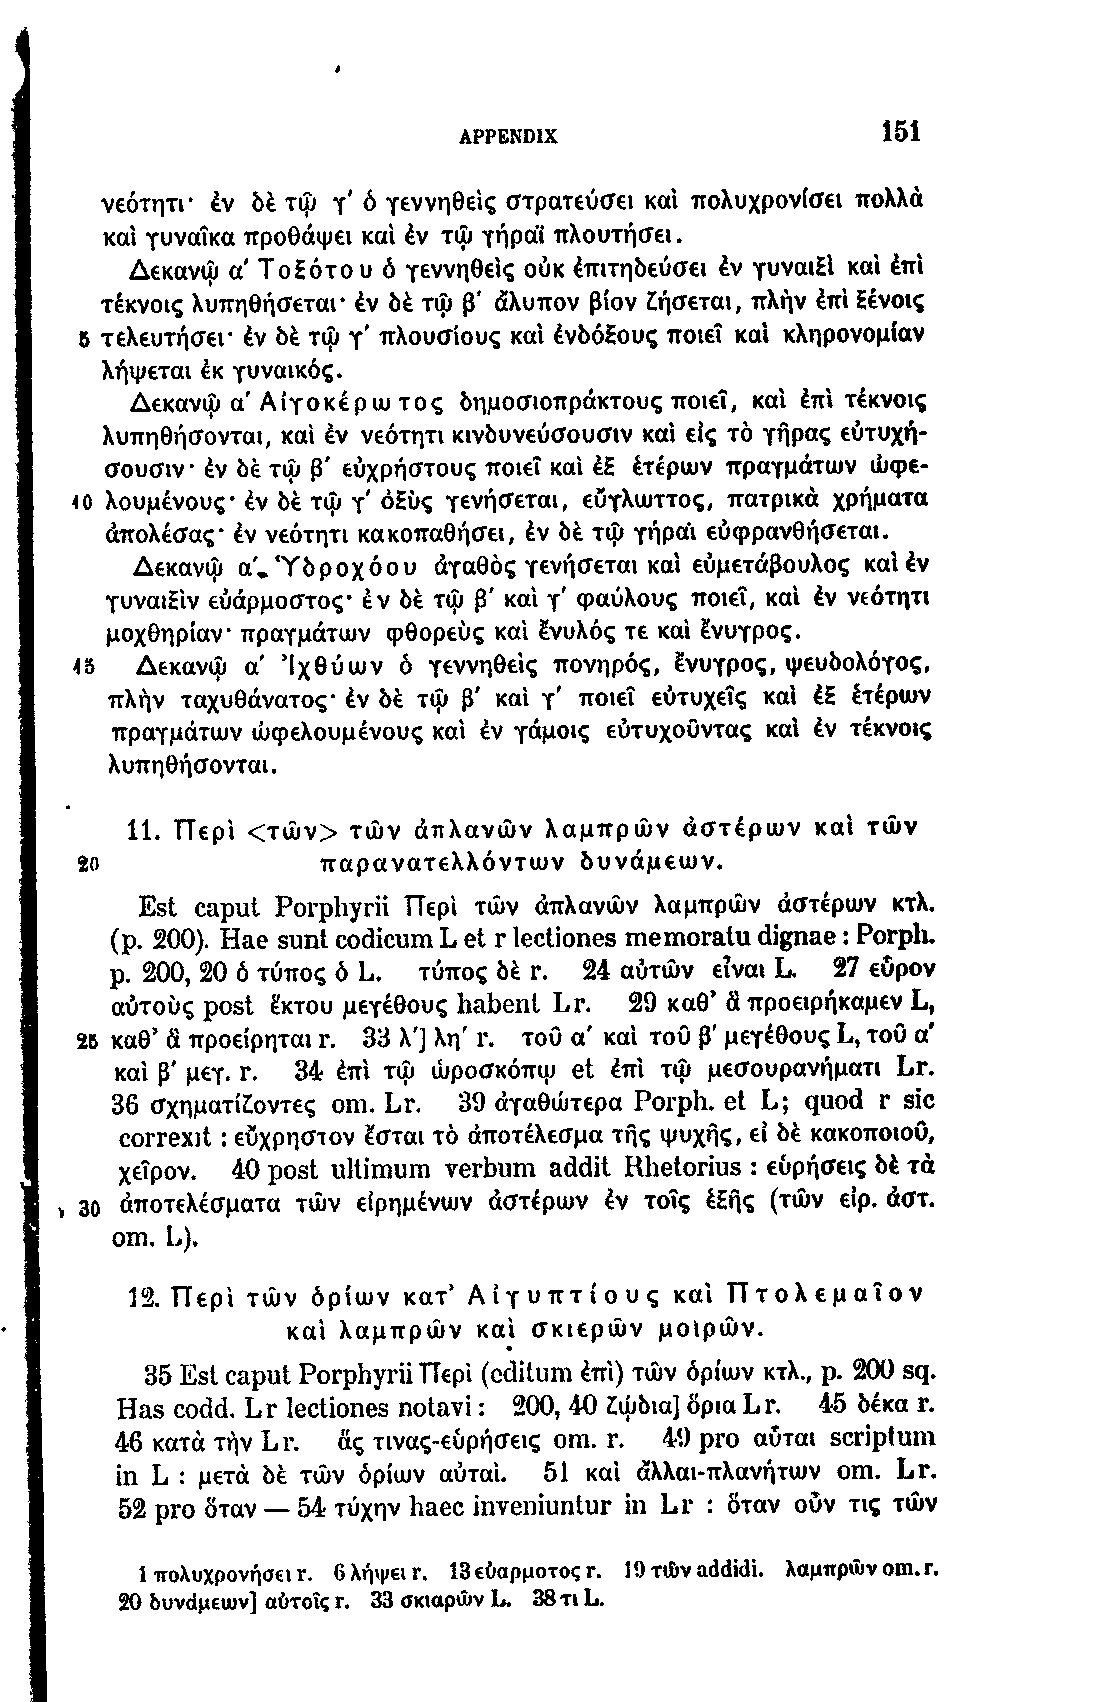 APPENDIX 151
νεότητι· ἐν δὲ τῷ γ' ὁ γεννηθεὶς στρατεύσει καὶ πολυχρονίσει πολλὰ
καὶ γυναῖκα προθάψει καὶ ἐν τῷ γήραϊ πλουτήσει.
Δεκανῷ α' Τοξότου ὁ γεννηθεὶς οὐκ ἐπιτηδεύσει ἐν γυναιξὶ καὶ ἐπὶ
τέκνοις λυπηθήσεται· ἐν δὲ τῷ β' ἄλυπον βίον ζήσεται, πλὴν ἐπὶ ξένοις
5 τελευτήσει· ἐν δὲ τῷ γ' πλουσίους καὶ ἐνδόξους ποιεῖ καὶ κληρονομίαν
λήψεται ἐκ γυναικός.
Δεκανῷ α' Αἰγοκέρωτος δημοσιοπράκτους ποιεῖ, καὶ ἐπὶ τέκνοις
λυπηθήσονται, καὶ ἐν νεότητι κινδυνεύσουσιν καὶ εἰς τὸ γῆρας εὐτυχή-
σουσιν· ἐν δὲ τῷ β' εὐχρήστους ποιεῖ καὶ ἐξ ἑτέρων πραγμάτων ὠφε-
10 λουμένους· ἐν δὲ τῷ γ' ὀξὺς γενήσεται, εὔγλωττος, πατρικὰ χρήματα
ἀπολέσας· ἐν νεότητι κακοπαθήσει, ἐν δὲ τῷ γήραϊ εὐφρανθήσεται.
Δεκανῷ α' Ὑδροχόου ἀγαθὸς γενήσεται καὶ εὐμετάβουλος καὶ ἐν
γυναιξὶν εὐάρμοστος· ἐν δὲ τῷ β' καὶ γ' φαύλους ποιεῖ, καὶ ἐν νεότητι
μοχθηρίαν· πραγμάτων φθορεὺς καὶ ἔνυλός τε καὶ ἔνυγρος.
15 Δεκανῷ α' Ἰχθύων ὁ γεννηθεὶς πονηρός, ἔνυγρος, ψευδολόγος,
πλὴν ταχυθάνατος· ἐν δὲ τῷ β' καὶ γ' ποιεῖ εὐτυχεῖς καὶ ἐξ ἑτέρων
πραγμάτων ὠφελουμένους καὶ ἐν γάμοις εὐτυχοῦντας καὶ ἐν τέκνοις
λυπηθήσονται.
11. Περὶ <τῶν> τῶν ἀπλανῶν λαμπρῶν ἀστέρων καὶ τῶν
20 παρανατελλόντων δυνάμεων.
Est caput Porphyrii Περὶ τῶν ἀπλανῶν λαμπρῶν ἀστέρων κτλ.
(p. 200). Hae sunt codicum L et r lectiones memoratu dignae : Porph.
p. 200, 20 ὁ τύπος ὁ L. τύπος δὲ r. 24 αὐτῶν εἶναι L. 27 εὗρον
αὐτοὺς post ἕκτου μεγέθους habent Lr. 29 καθ' ἃ προειρήκαμεν L,
25 καθ' ἃ προείρηται r. 33 λ'] λη' r. τοῦ α' καὶ τοῦ β' μεγέθους L, τοῦ α'
καὶ β' μεγ. r. 34 ἐπὶ τῷ ὡροσκόπῳ et ἐπὶ τῷ μεσουρανήματι Lr.
36 σχηματίζοντες om. Lr. 39 ἀγαθώτερα Porph. et L; quod r sic
correxit : εὔχρηστον ἔσται τὸ ἀποτέλεσμα τῆς ψυχῆς, εἰ δὲ κακοποιοῦ,
χεῖρον. 40 post ultimum verbum addit Rhetorius : εὑρήσεις δὲ τὰ
30 ἀποτελέσματα τῶν εἰρημένων ἀστέρων ἐν τοῖς ἑξῆς (τῶν εἰρ. ἀστ.
om. L).
12. Περὶ τῶν ὁρίων κατ' Αἰγυπτίους καὶ Πτολεμαῖον
καὶ λαμπρῶν καὶ σκιερῶν μοιρῶν.
35 Est caput Porphyrii Περὶ (editum ἐπὶ) τῶν ὁρίων κτλ., p. 200 sq.
Has codd. Lr lectiones notavi : 200, 40 ζῴδια] ὅρια Lr. 45 δέκα r.
46 κατὰ τὴν Lr. ἅς τινας-εὑρήσεις om. r. 49 pro αὗται scriptum
in L : μετὰ δὲ τῶν ὁρίων αὐταὶ. 51 καὶ ἄλλαι-πλανήτων om. Lr.
52 pro ὅταν — 54 τύχην haec inveniuntur in Lr : ὅταν οὖν τις τῶν
1 πολυχρονήσει r. 6 λήψει r. 13 εὐαρμοτος r. 19 τῶν addidi. λαμπρῶν om. r.
20 δυνάμεων] αὐτοῖς r. 33 σκιαρῶν L. 38 τι L.